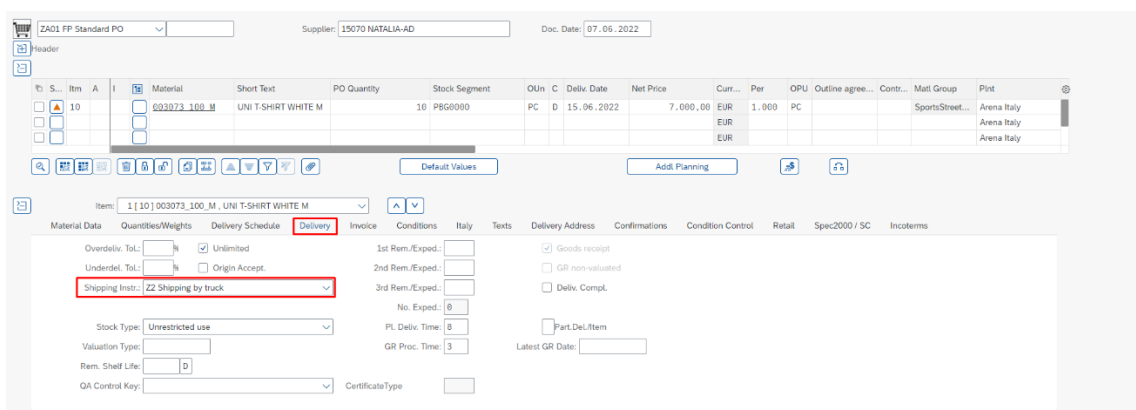 ZA01 FP Standard PO Supplier: 15070 NATALIA-AD Doc. Date: 07.06.2022
Header
S... Itm A I Material Short Text PO Quantity Stock Segment OUn C Deliv. Date Net Price Curr... Per OPU Outline agree... Contr... Matl Group Plnt
10 003073_100_M UNI T-SHIRT WHITE M 10 PBG0000 PC D 15.06.2022 7.000,00 EUR 1.000 PC SportsStreet... Arena Italy
EUR Arena Italy
EUR Arena Italy
Default Values Addl Planning
Item: 1 [ 10 ] 003073_100_M , UNI T-SHIRT WHITE M
Material Data Quantities/Weights Delivery Schedule Delivery Invoice Conditions Italy Texts Delivery Address Confirmations Condition Control Retail Spec2000 / SC Incoterms
Overdeliv. Tol.: % Unlimited 1st Rem./Exped.: Goods receipt
Underdel. Tol.: % Origin Accept. 2nd Rem./Exped.: GR non-valuated
Shipping Instr.: Z2 Shipping by truck 3rd Rem./Exped.: Deliv. Compl.
No. Exped.: 0
Stock Type: Unrestricted use Pl. Deliv. Time: 8 Part.Del./Item
Valuation Type: GR Proc. Time: 3 Latest GR Date:
Rem. Shelf Life: D
QA Control Key: CertificateType